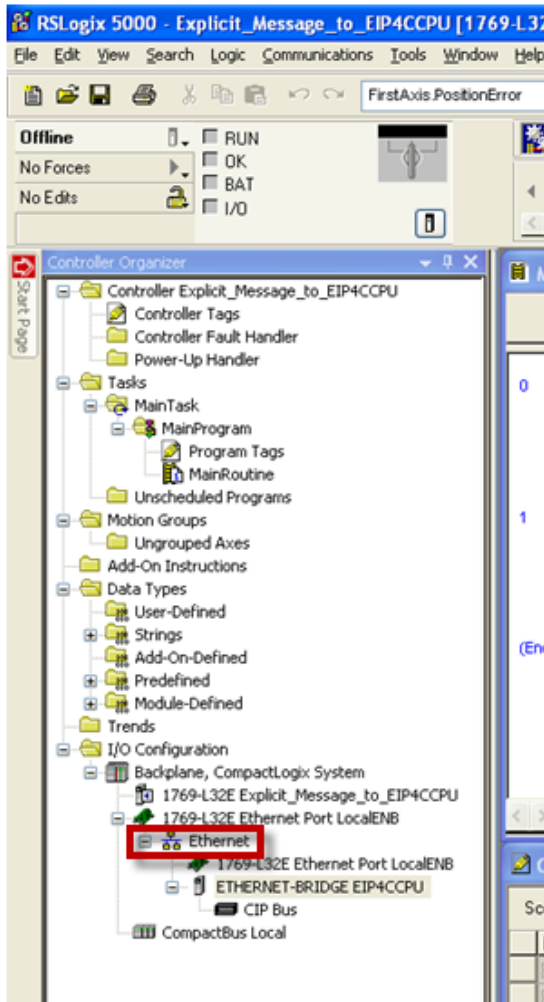 RSLogix 5000 - Explicit_Message_to_EIP4CCPU [1769-L32
File Edit View Search Logic Communications Tools Window Help
FirstAxis.PositionError
Offline
RUN
No Forces
OK
BAT
No Edits
I/O
Start Page
Controller Organizer
Controller Explicit_Message_to_EIP4CCPU
Controller Tags
Controller Fault Handler
Power-Up Handler
Tasks
MainTask
MainProgram
Program Tags
MainRoutine
Unscheduled Programs
Motion Groups
Ungrouped Axes
Add-On Instructions
Data Types
User-Defined
Strings
Add-On-Defined
Predefined
Module-Defined
Trends
I/O Configuration
Backplane, CompactLogix System
1769-L32E Explicit_Message_to_EIP4CCPU
1769-L32E Ethernet Port LocalENB
Ethernet
1769-L32E Ethernet Port LocalENB
ETHERNET-BRIDGE EIP4CCPU
CIP Bus
CompactBus Local
0
1
(En
Sc